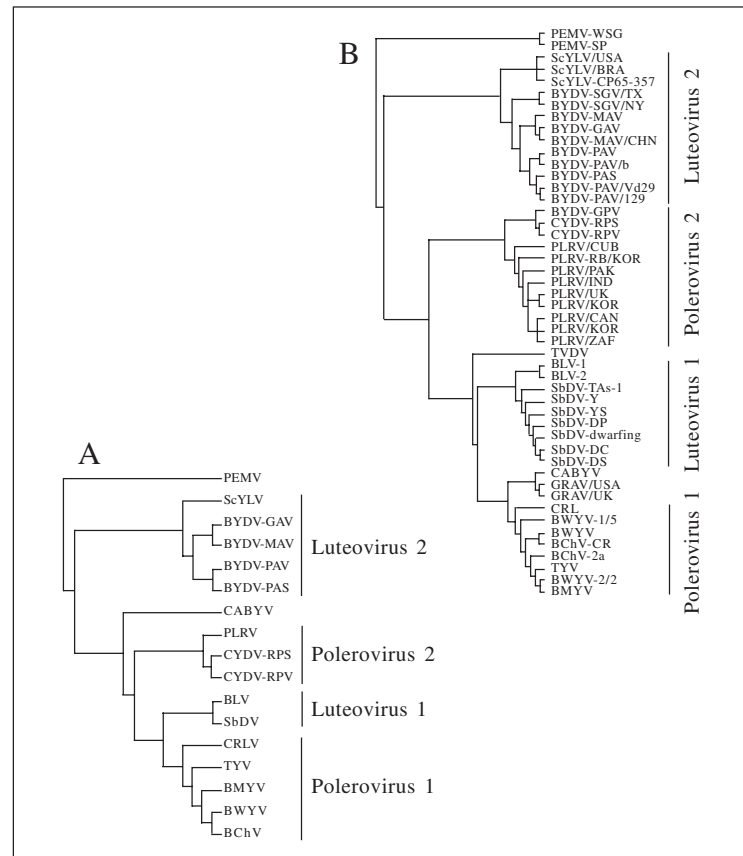 A
PEMV
ScYLV
BYDV-GAV
BYDV-MAV
BYDV-PAV
BYDV-PAS
Luteovirus 2
CABYV
PLRV
CYDV-RPS
CYDV-RPV
Polerovirus 2
BLV
SbDV
Luteovirus 1
CRLV
TYV
BMYV
BWYV
BChV
Polerovirus 1
B
PEMV-WSG
PEMV-SP
ScYLV/USA
ScYLV/BRA
ScYLV-CP65-357
BYDV-SGV/TX
BYDV-SGV/NY
BYDV-MAV
BYDV-GAV
BYDV-MAV/CHN
BYDV-PAV
BYDV-PAV/b
BYDV-PAS
BYDV-PAV/Vd29
BYDV-PAV/129
Luteovirus 2
BYDV-GPV
CYDV-RPS
CYDV-RPV
PLRV/CUB
PLRV-RB/KOR
PLRV/PAK
PLRV/IND
PLRV/UK
PLRV/KOR
PLRV/CAN
PLRV/KOR
PLRV/ZAF
Polerovirus 2
TVDV
BLV-1
BLV-2
SbDV-TAs-1
SbDV-Y
SbDV-YS
SbDV-DP
SbDV-dwarfing
SbDV-DC
SbDV-DS
Luteovirus 1
CABYV
GRAV/USA
GRAV/UK
CRL
BWYV-1/5
BWYV
BChV-CR
BChV-2a
TYV
BWYV-2/2
BMYV
Polerovirus 1